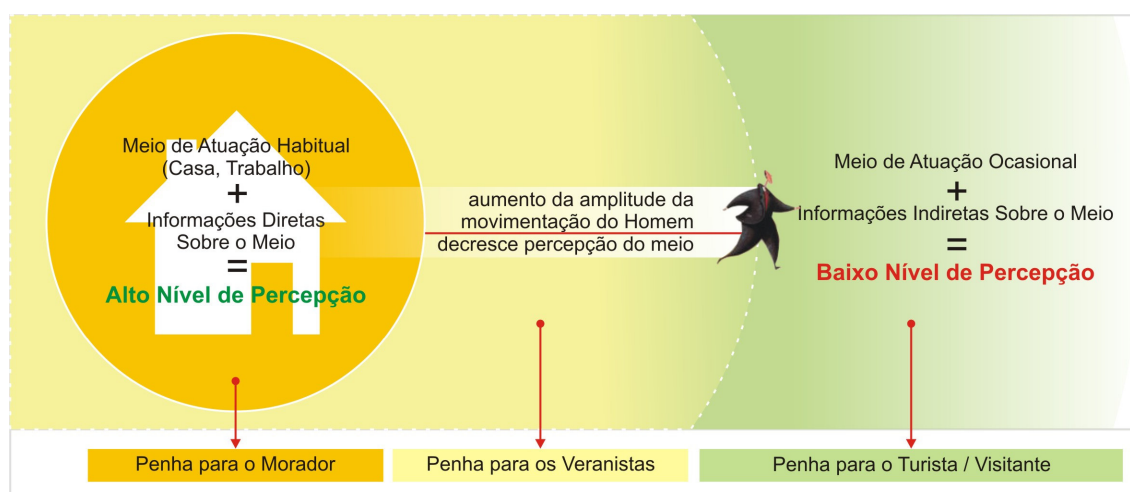 Meio de Atuação Habitual
(Casa, Trabalho)
+
Informações Diretas
Sobre o Meio
=
Alto Nível de Percepção
aumento da amplitude da
movimentação do Homem
decresce percepção do meio
Meio de Atuação Ocasional
+
Informações Indiretas Sobre o Meio
=
Baixo Nível de Percepção
Penha para o Morador
Penha para os Veranistas
Penha para o Turista / Visitante